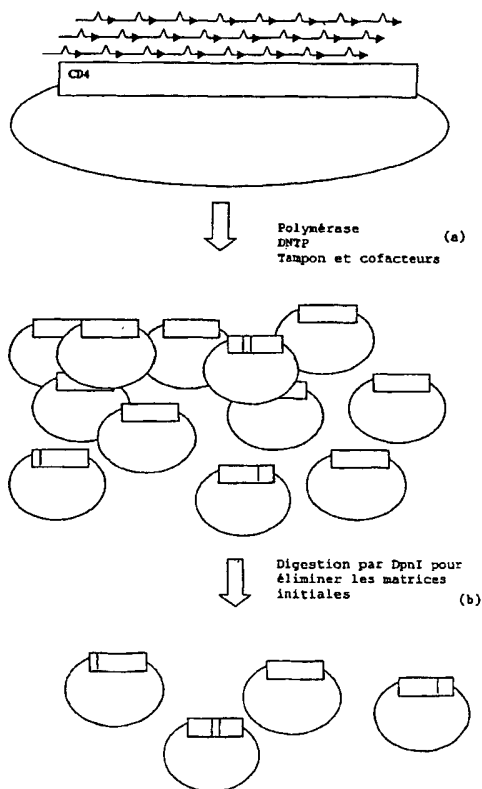 CD4
Polymérase
DNTP
Tampon et cofacteurs
(a)
Digestion par DpnI pour
éliminer les matrices
initiales
(b)